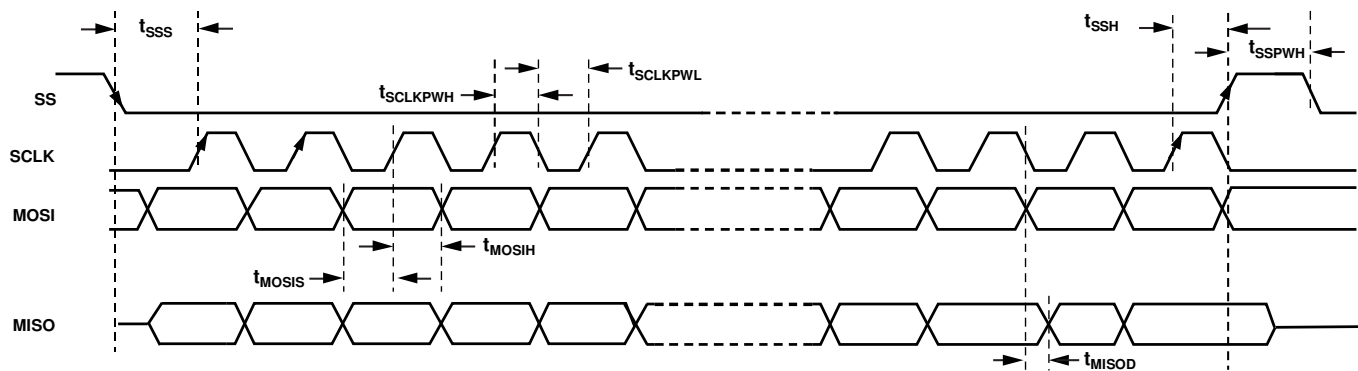 tSSS
tSSH
tSSPWH
tSCLKPWL
tSCLKPWH
SS
SCLK
MOSI
tMOSIH
tMOSIS
MISO
tMISOD